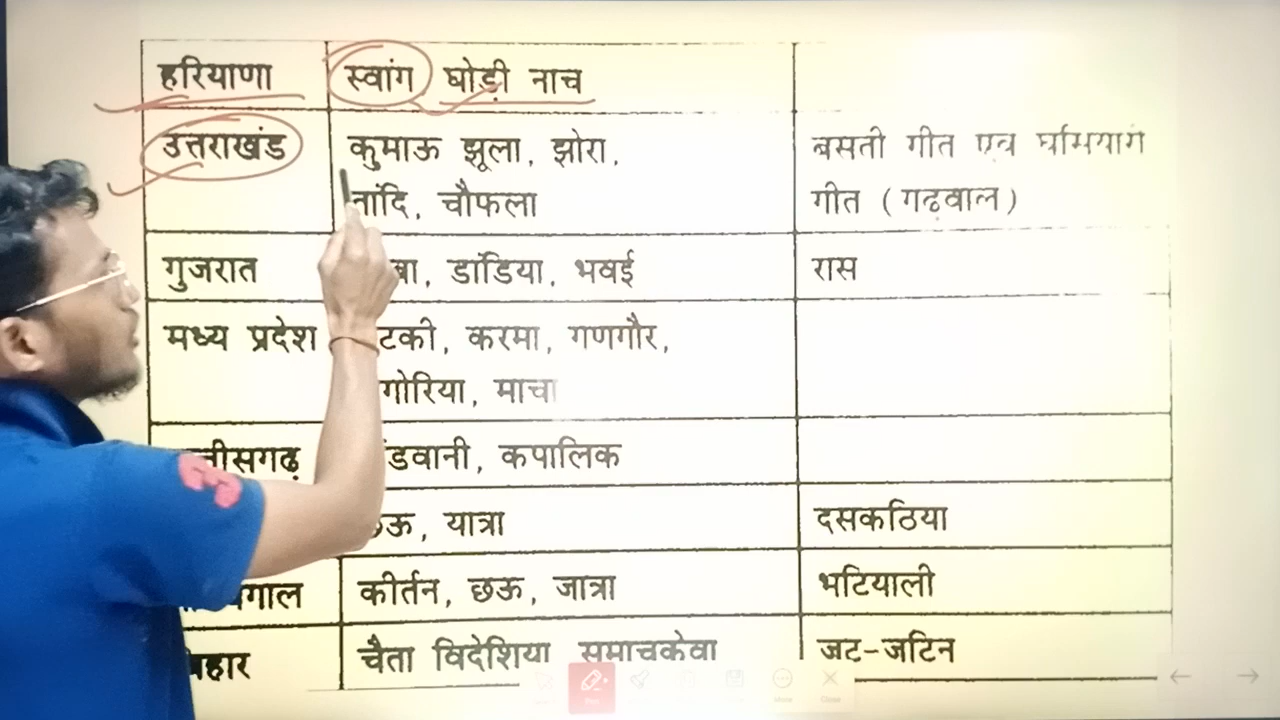 हरियाणा स्वांग घोड़ी नाच
उत्तराखंड कुमाऊ झूला, झोरा, बसती गीत एव
चौफला गीत (गढ़वाल)
गुजरात डांडिया, भवई रास
मध्य प्रदेश करमा, गणगौर,
माचा
कपालिक
यात्रा दसकठिया
कीर्तन, छऊ, जात्रा भटियाली
चैता विदेशिया समाचकेवा जट-जटिन